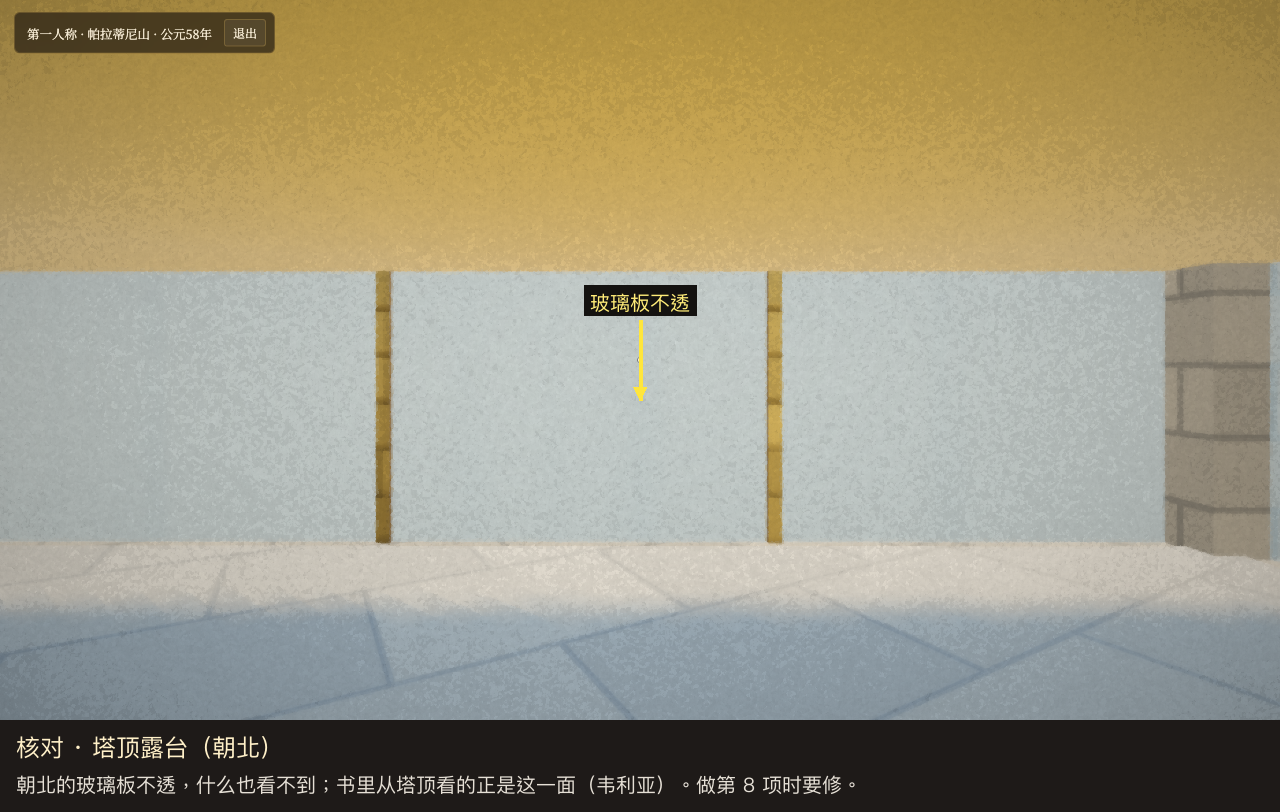 第一人称 · 帕拉蒂尼山 · 公元58年 退出
玻璃板不透
核对 · 塔顶露台（朝北）
朝北的玻璃板不透，什么也看不到；书里从塔顶看的正是这一面（韦利亚）。做第 8 项时要修。